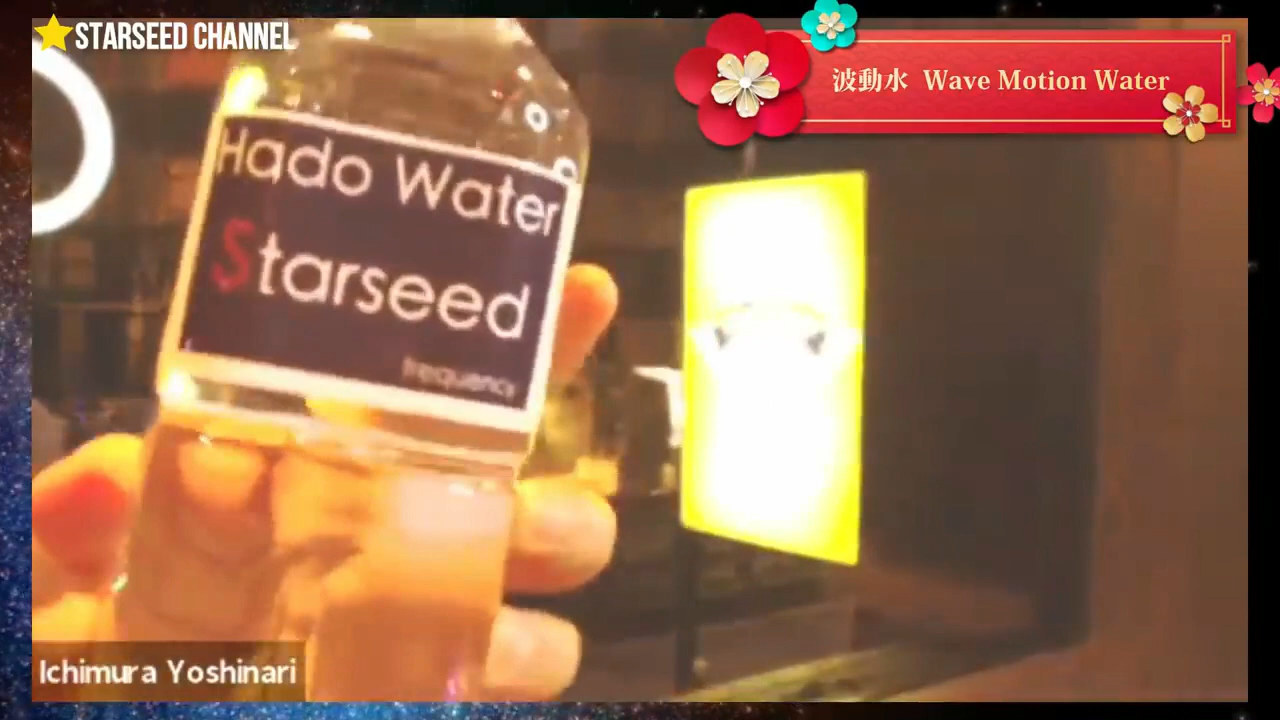 STARSEED CHANNEL
波動水 Wave Motion Water
Hado Water
Starseed
frequency
Ichimura Yoshinari